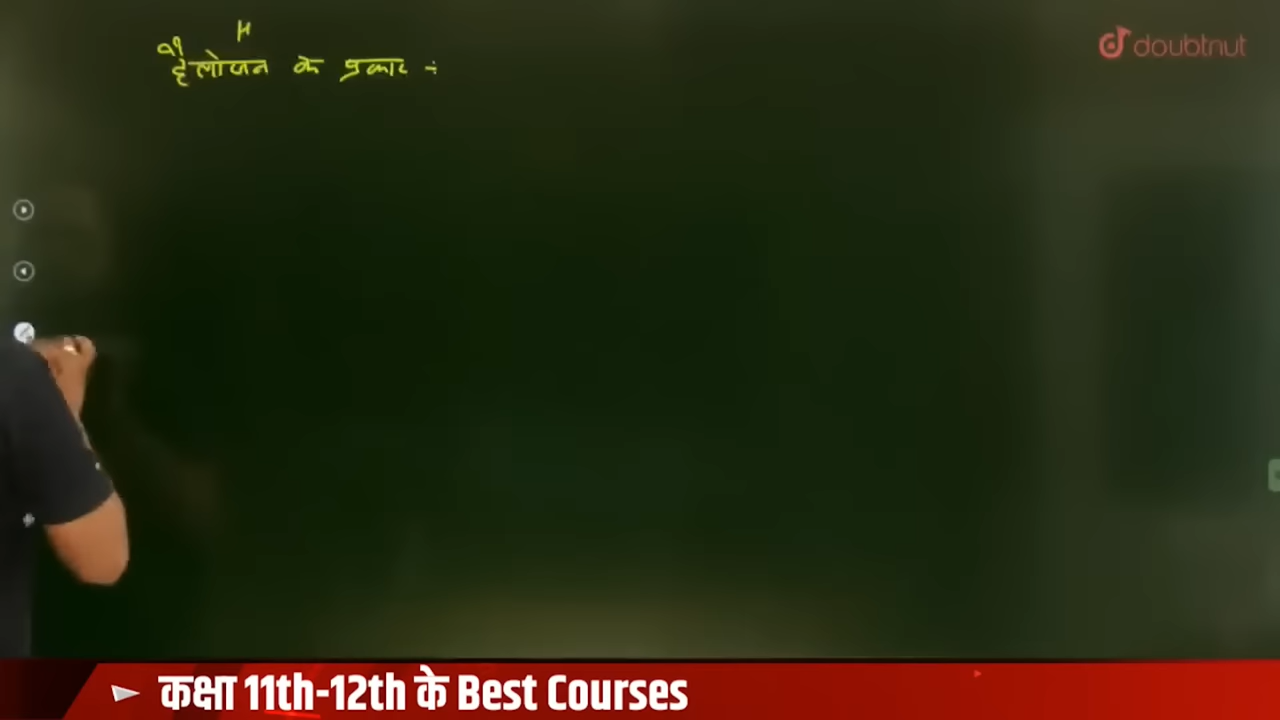 H
हैलोजन के प्रकार :-
doubtnut
कक्षा 11th-12th के Best Courses